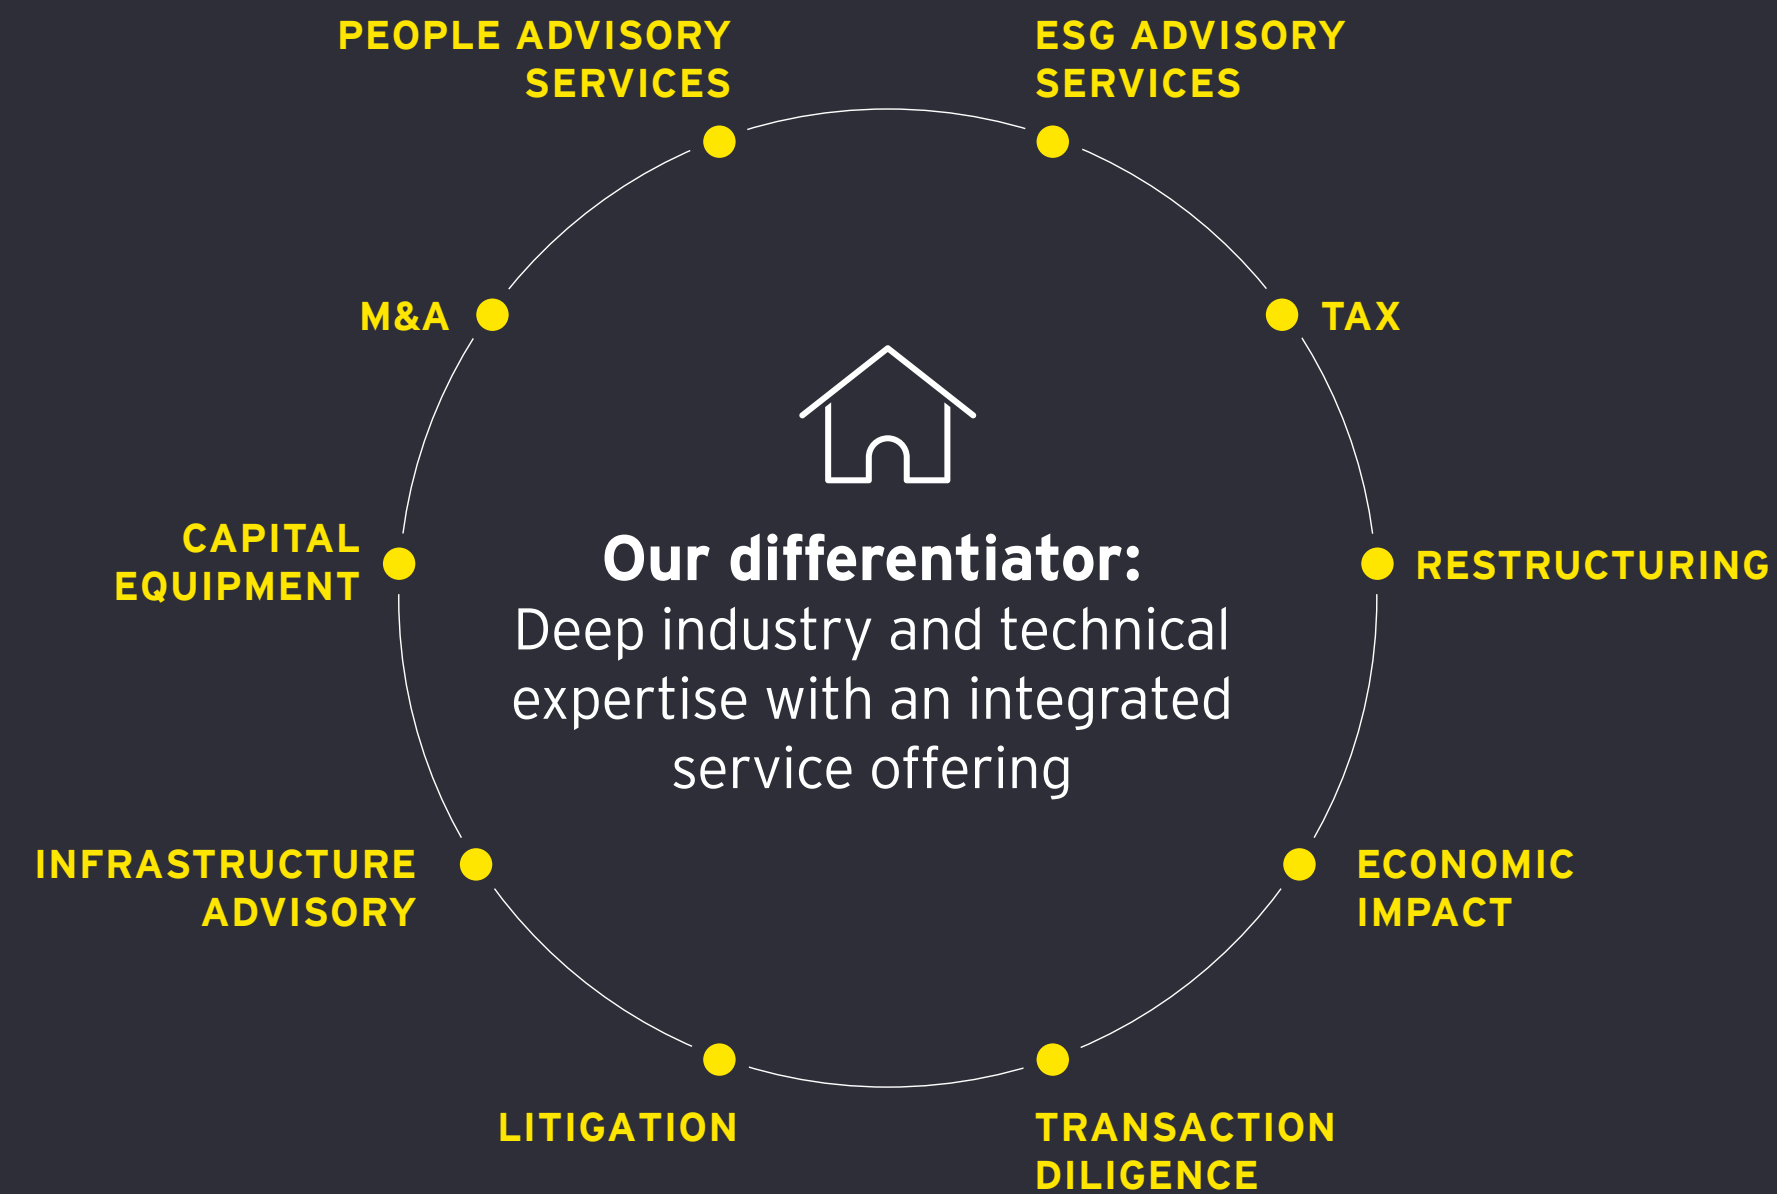 PEOPLE ADVISORY
SERVICES
ESG ADVISORY
SERVICES
M&A
TAX
CAPITAL
EQUIPMENT
Our differentiator:
Deep industry and technical
expertise with an integrated
service offering
RESTRUCTURING
INFRASTRUCTURE
ADVISORY
ECONOMIC
IMPACT
LITIGATION
TRANSACTION
DILIGENCE